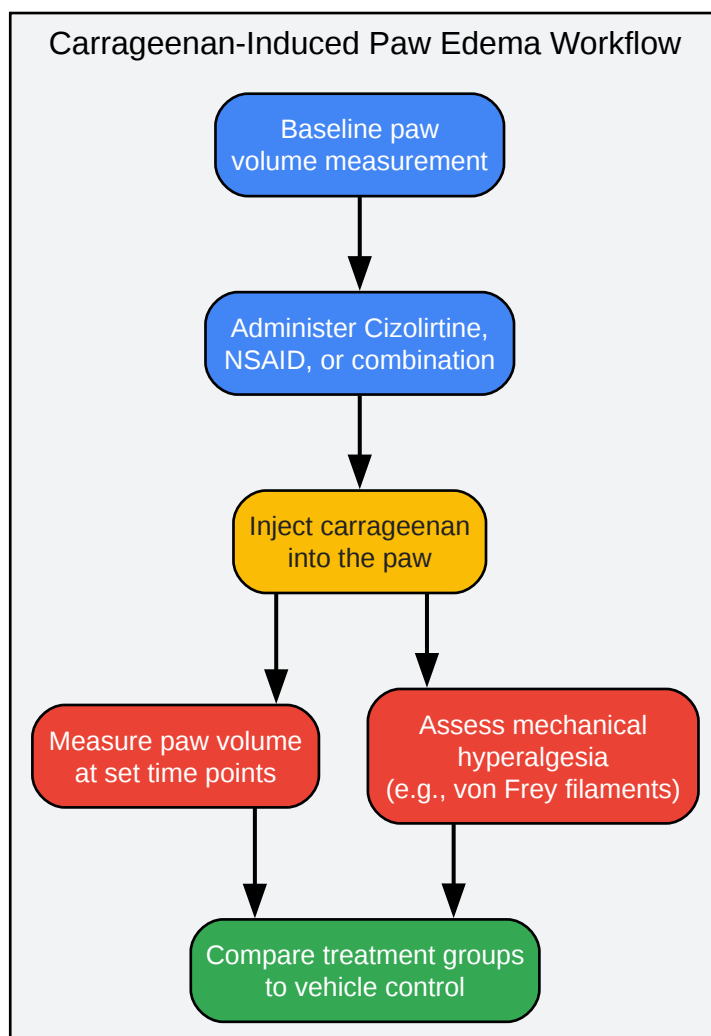 Carrageenan-Induced Paw Edema Workflow
Baseline paw
volume measurement
Administer Cizolirtine,
NSAID, or combination
Inject carrageenan
into the paw
Measure paw volume
at set time points
Assess mechanical
hyperalgesia
(e.g., von Frey filaments)
Compare treatment groups
to vehicle control